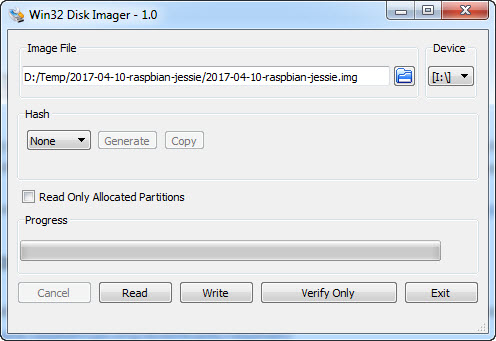 Win32 Disk Imager - 1.0
Image File
Device
D:/Temp/2017-04-10-raspbian-jessie/2017-04-10-raspbian-jessie.img
[I:\]
Hash
None
Generate
Copy
Read Only Allocated Partitions
Progress
Cancel
Read
Write
Verify Only
Exit